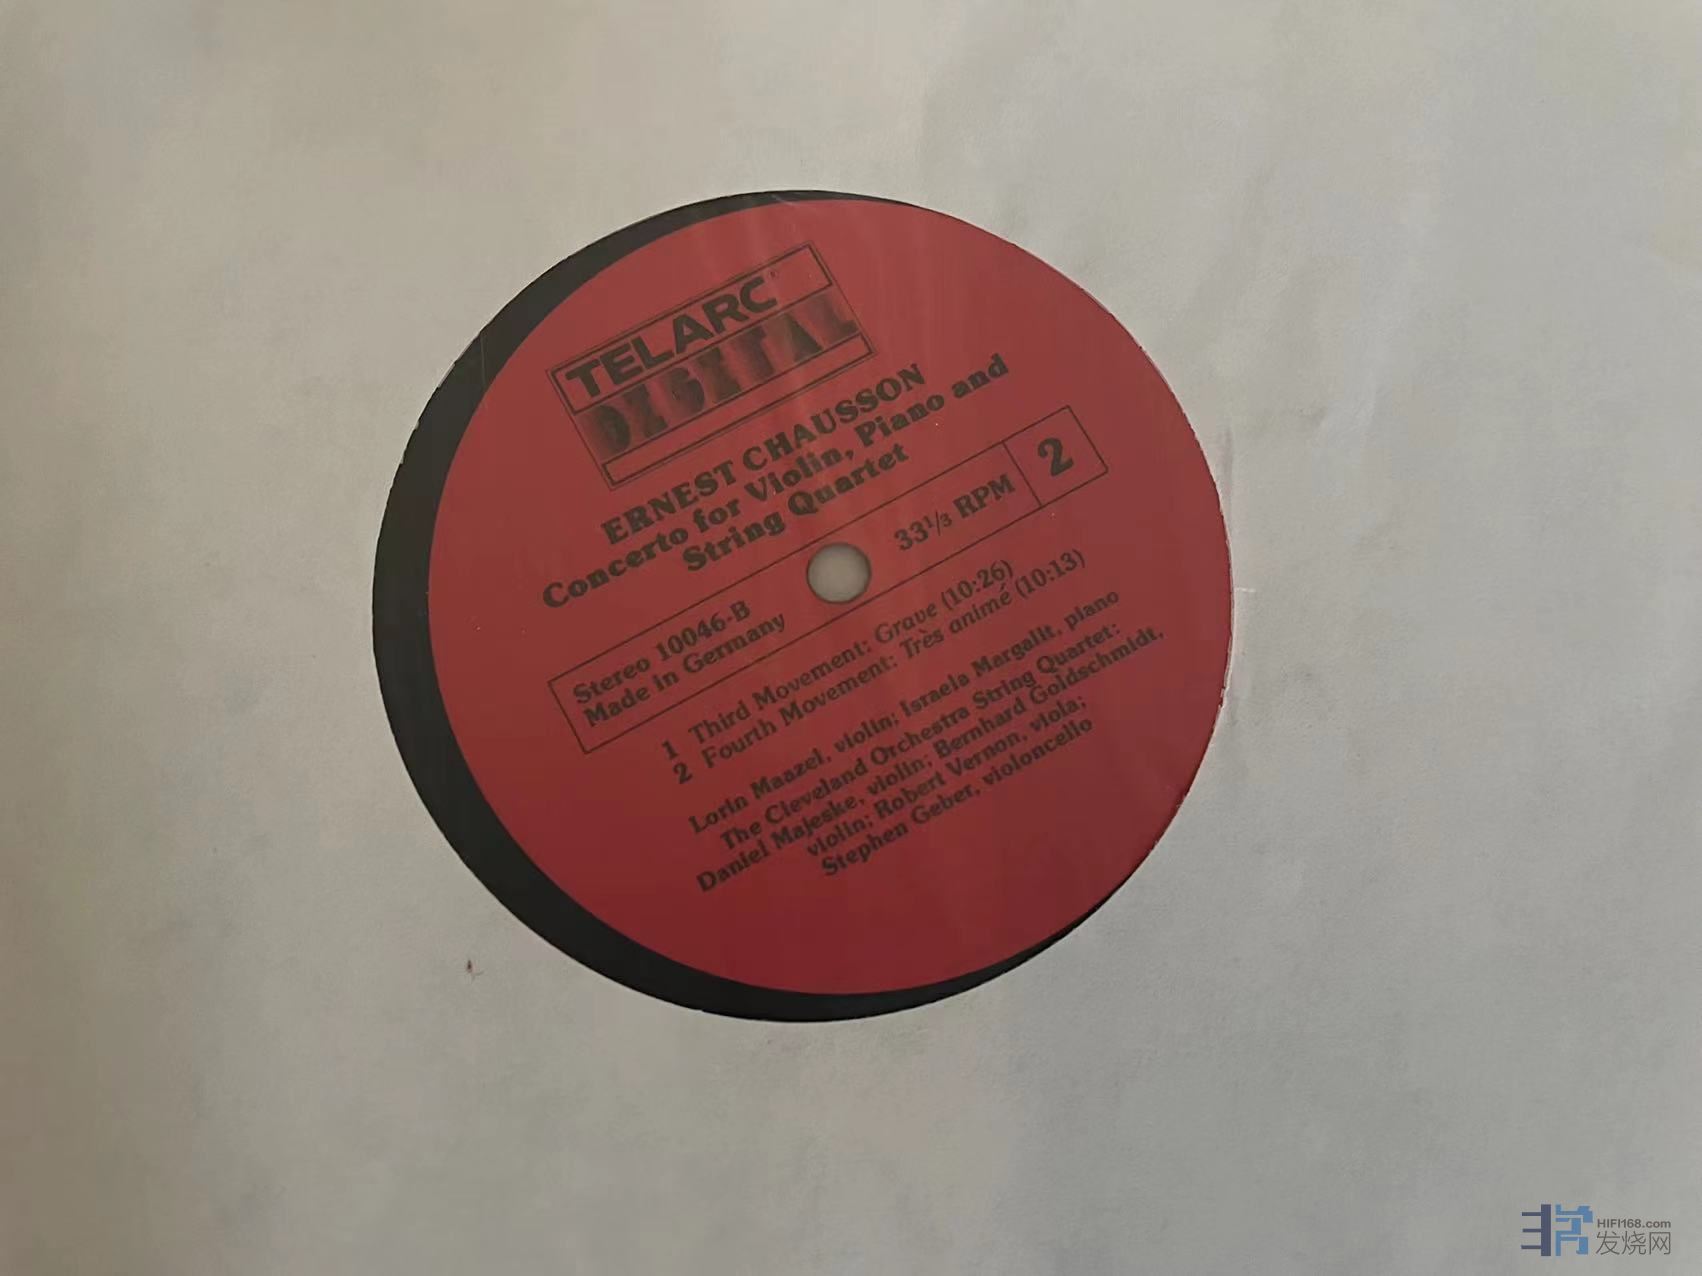 TELARC®
DIGITAL
ERNEST CHAUSSON
Concerto for Violin, Piano and
String Quartet
Stereo 10046-B
Made in Germany
33⅓ RPM
2
1 Third Movement: Grave (10:26)
2 Fourth Movement: Très animé (10:13)
Lorin Maazel, violin; Israela Margalit, piano
The Cleveland Orchestra String Quartet:
Daniel Majeske, violin; Bernhard Goldschmidt,
violin; Robert Vernon, viola;
Stephen Geber, violoncello
HIFI168.com
发烧网